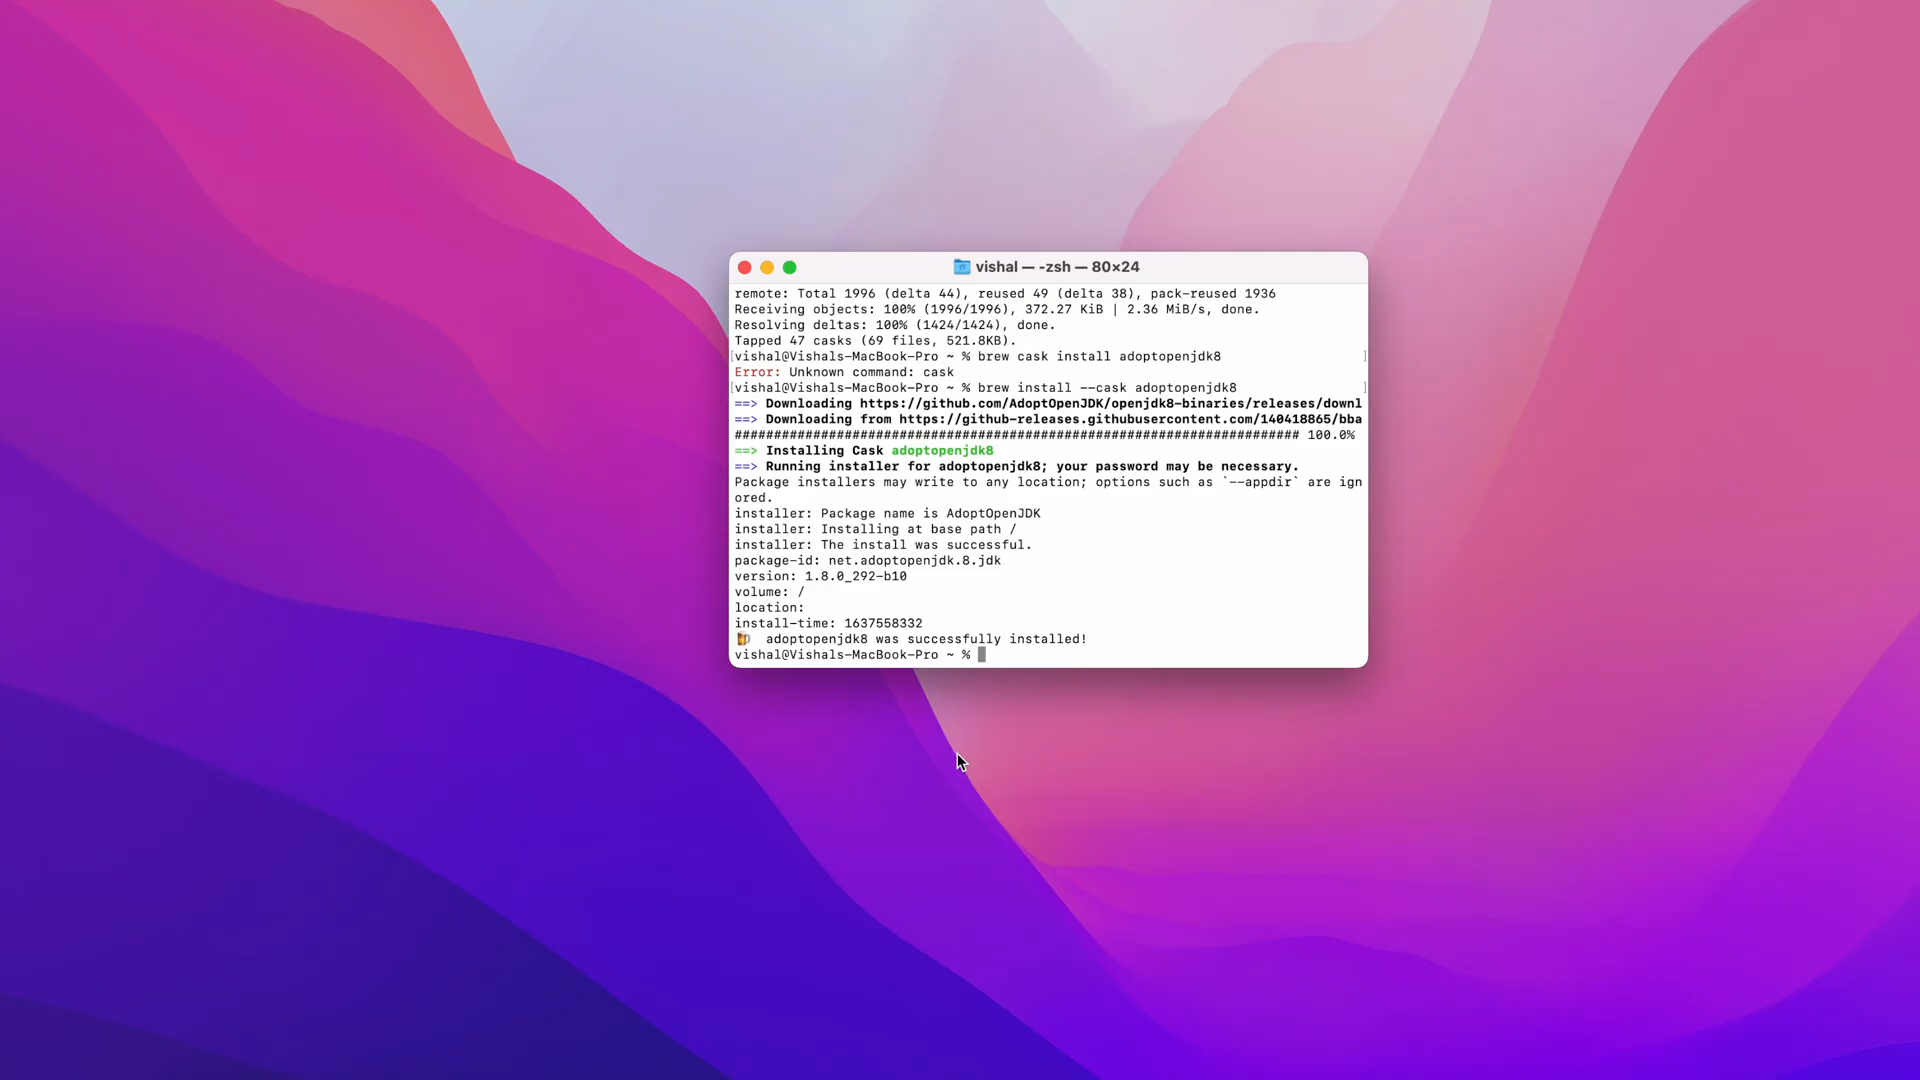 vishal — -zsh — 80×24
remote: Total 1996 (delta 44), reused 49 (delta 38), pack-reused 1936
Receiving objects: 100% (1996/1996), 372.27 KiB | 2.36 MiB/s, done.
Resolving deltas: 100% (1424/1424), done.
Tapped 47 casks (69 files, 521.8KB).
[vishal@Vishals-MacBook-Pro ~ % brew cask install adoptopenjdk8 ]
Error: Unknown command: cask
[vishal@Vishals-MacBook-Pro ~ % brew install --cask adoptopenjdk8 ]
==> Downloading https://github.com/AdoptOpenJDK/openjdk8-binaries/releases/downl
==> Downloading from https://github-releases.githubusercontent.com/140418865/bba
######################################################################## 100.0%
==> Installing Cask adoptopenjdk8
==> Running installer for adoptopenjdk8; your password may be necessary.
Package installers may write to any location; options such as `--appdir` are ign
ored.
installer: Package name is AdoptOpenJDK
installer: Installing at base path /
installer: The install was successful.
package-id: net.adoptopenjdk.8.jdk
version: 1.8.0_292-b10
volume: /
location:
install-time: 1637558332
🍺 adoptopenjdk8 was successfully installed!
vishal@Vishals-MacBook-Pro ~ %